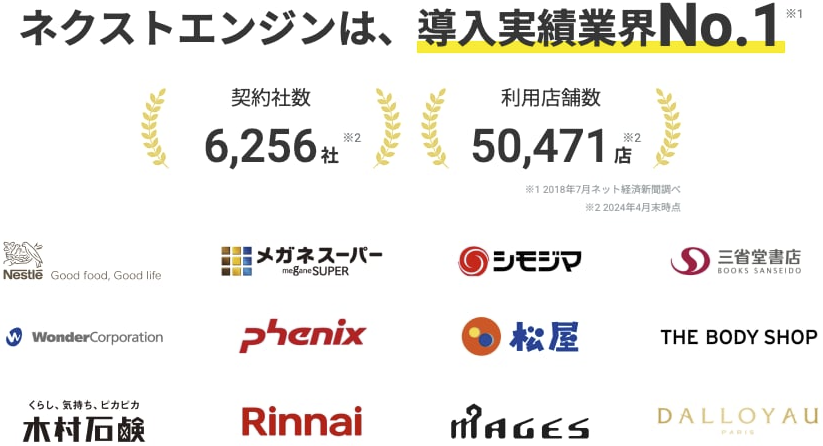 ネクストエンジンは、導入実績業界No.1 ※1
契約社数 利用店舗数
6,256社 ※2 50,471店 ※2
※1 2018年7月ネット経済新聞調べ
※2 2024年4月末時点
Nestlé Good food, Good life
メガネスーパー
meganeSUPER
シモジマ
三省堂書店
BOOKS SANSEIDO
WonderCorporation
phenix
松屋
THE BODY SHOP
くらし、気持ち、ピカピカ
木村石鹸
Rinnai
MAGES
DALLOYAU
PARIS